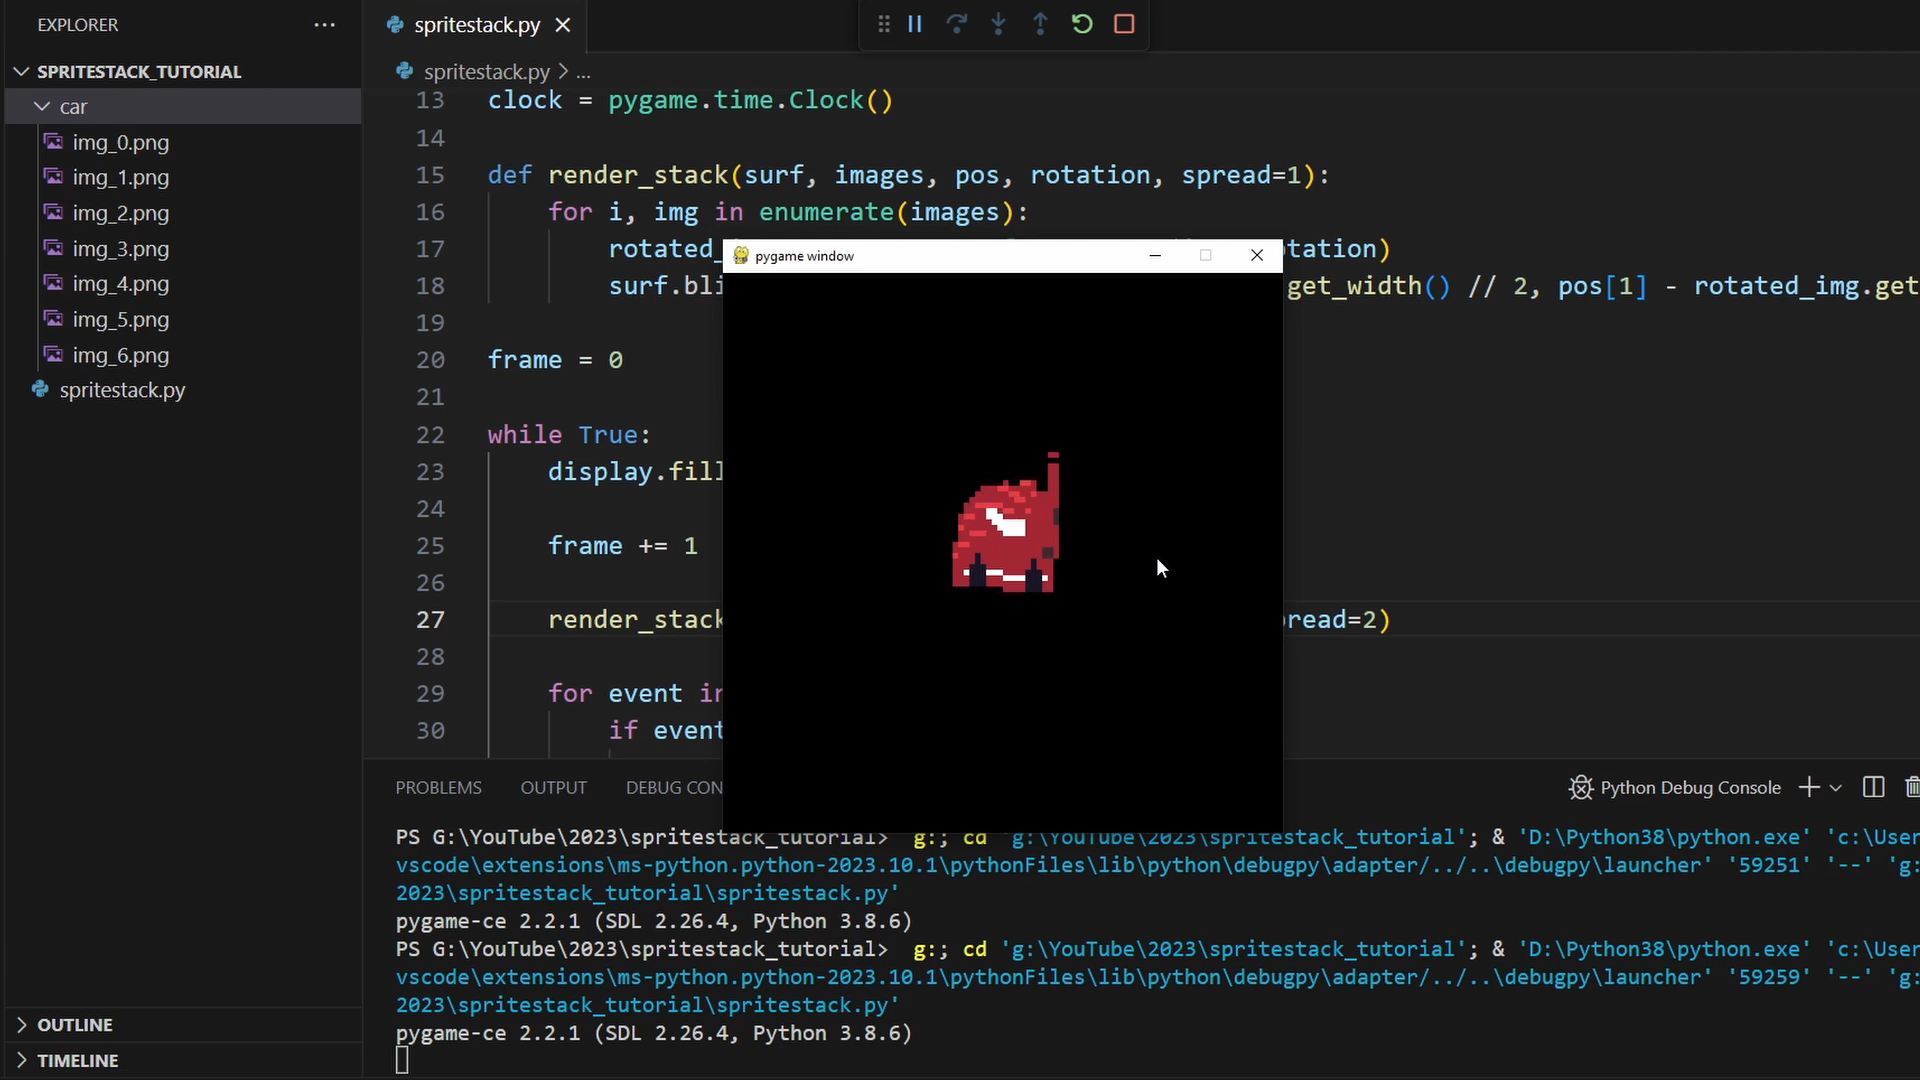 EXPLORER
SPRITESTACK_TUTORIAL
car
img_0.png
img_1.png
img_2.png
img_3.png
img_4.png
img_5.png
img_6.png
spritestack.py
OUTLINE
TIMELINE
spritestack.py
spritestack.py > ...
13 clock = pygame.time.Clock()
14
15 def render_stack(surf, images, pos, rotation, spread=1):
16 for i, img in enumerate(images):
17 rotated_ tation)
18 surf.bli get_width() // 2, pos[1] - rotated_img.get
19
20 frame = 0
21
22 while True:
23 display.fill
24
25 frame += 1
26
27 render_stack read=2)
28
29 for event in
30 if event
pygame window
PROBLEMS OUTPUT DEBUG CON Python Debug Console
PS G:\YouTube\2023\spritestack_tutorial> g:; cd 'g:\YouTube\2023\spritestack_tutorial'; & 'D:\Python38\python.exe' 'c:\User
vscode\extensions\ms-python.python-2023.10.1\pythonFiles\lib\python\debugpy\adapter/../..\debugpy\launcher' '59251' '--' 'g:
2023\spritestack_tutorial\spritestack.py'
pygame-ce 2.2.1 (SDL 2.26.4, Python 3.8.6)
PS G:\YouTube\2023\spritestack_tutorial> g:; cd 'g:\YouTube\2023\spritestack_tutorial'; & 'D:\Python38\python.exe' 'c:\User
vscode\extensions\ms-python.python-2023.10.1\pythonFiles\lib\python\debugpy\adapter/../..\debugpy\launcher' '59259' '--' 'g:
2023\spritestack_tutorial\spritestack.py'
pygame-ce 2.2.1 (SDL 2.26.4, Python 3.8.6)